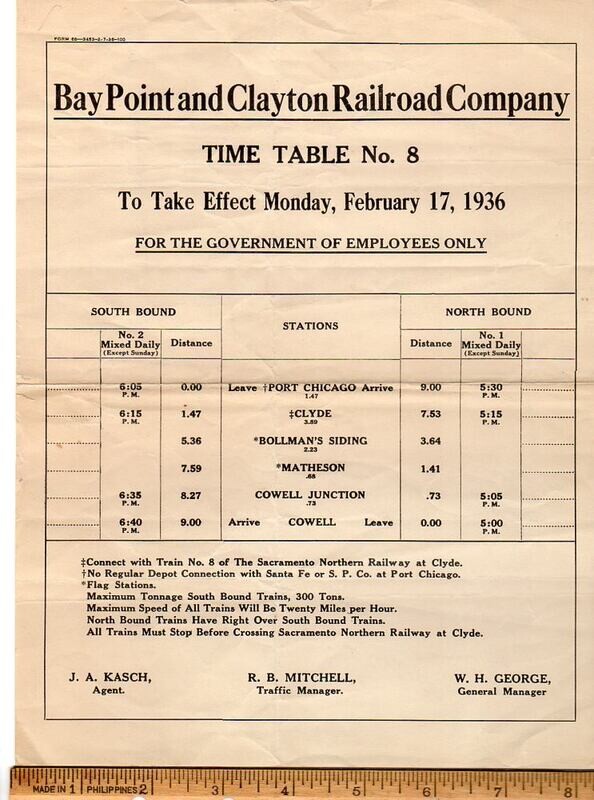 FORM 66—3453-2-7-36-100
Bay Point and Clayton Railroad Company
TIME TABLE No. 8
To Take Effect Monday, February 17, 1936
FOR THE GOVERNMENT OF EMPLOYEES ONLY
SOUTH BOUND STATIONS NORTH BOUND
No. 2 Mixed Daily (Except Sunday) Distance Distance No. 1 Mixed Daily (Except Sunday)
6:05 P. M. 0.00 Leave †PORT CHICAGO Arrive 9.00 5:30 P. M.
1.47
6:15 P. M. 1.47 ‡CLYDE 7.53 5:15 P. M.
3.89
5.36 *BOLLMAN'S SIDING 3.64
2.23
7.59 *MATHESON 1.41
.68
6:35 P. M. 8.27 COWELL JUNCTION .73 5:05 P. M.
.73
6:40 P. M. 9.00 Arrive COWELL Leave 0.00 5:00 P. M.
‡Connect with Train No. 8 of The Sacramento Northern Railway at Clyde.
†No Regular Depot Connection with Santa Fe or S. P. Co. at Port Chicago.
*Flag Stations.
Maximum Tonnage South Bound Trains, 300 Tons.
Maximum Speed of All Trains Will be Twenty Miles per Hour.
North Bound Trains Have Right Over South Bound Trains.
All Trains Must Stop Before Crossing Sacramento Northern Railway at Clyde.
J. A. KASCH, R. B. MITCHELL, W. H. GEORGE,
Agent. Traffic Manager. General Manager
MADE IN 1 PHILIPPINES 2 3 4 5 6 7 8